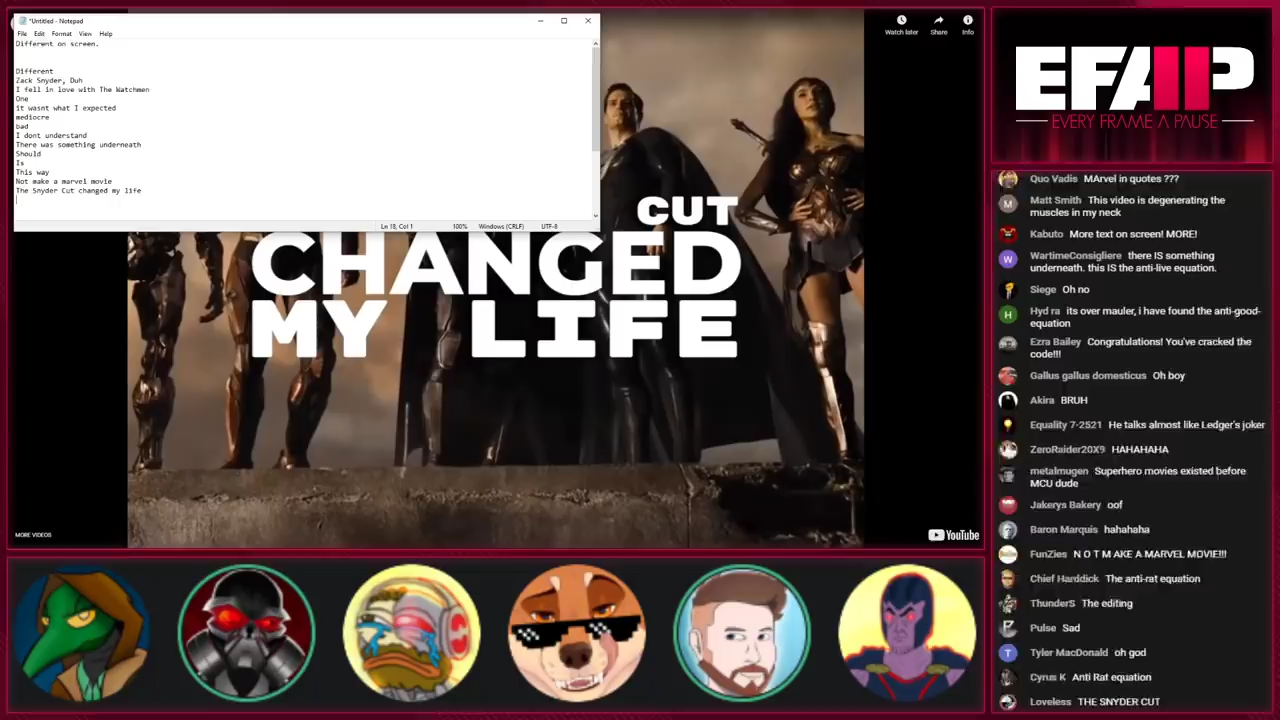 *Untitled - Notepad
File Edit Format View Help
Different on screen.
Different
Zack Snyder, Duh
I fell in love with The Watchmen
One
it wasnt what I expected
mediocre
bad
I dont understand
There was something underneath
Should
Is
This way
Not make a marvel movie
The Snyder Cut changed my life
Ln 18, Col 1 100% Windows (CRLF) UTF-8
Watch later Share Info
CUT
CHANGED
MY LIFE
MORE VIDEOS
YouTube
EFAP
EVERY FRAME A PAUSE
Quo Vadis MArvel in quotes ???
Matt Smith This video is degenerating the
muscles in my neck
Kabuto More text on screen! MORE!
WartimeConsigliere there IS something
underneath. this IS the anti-live equation.
Siege Oh no
Hyd ra its over mauler, i have found the anti-good-
equation
Ezra Bailey Congratulations! You've cracked the
code!!!
Gallus gallus domesticus Oh boy
Akira BRUH
Equality 7-2521 He talks almost like Ledger's joker
ZeroRaider20X9 HAHAHAHA
metalmugen Superhero movies existed before
MCU dude
Jakerys Bakery oof
Baron Marquis hahahaha
FunZies N O T M AKE A MARVEL MOVIE!!!
Chief Harddick The anti-rat equation
ThunderS The editing
Pulse Sad
Tyler MacDonald oh god
Cyrus K Anti Rat equation
Loveless THE SNYDER CUT